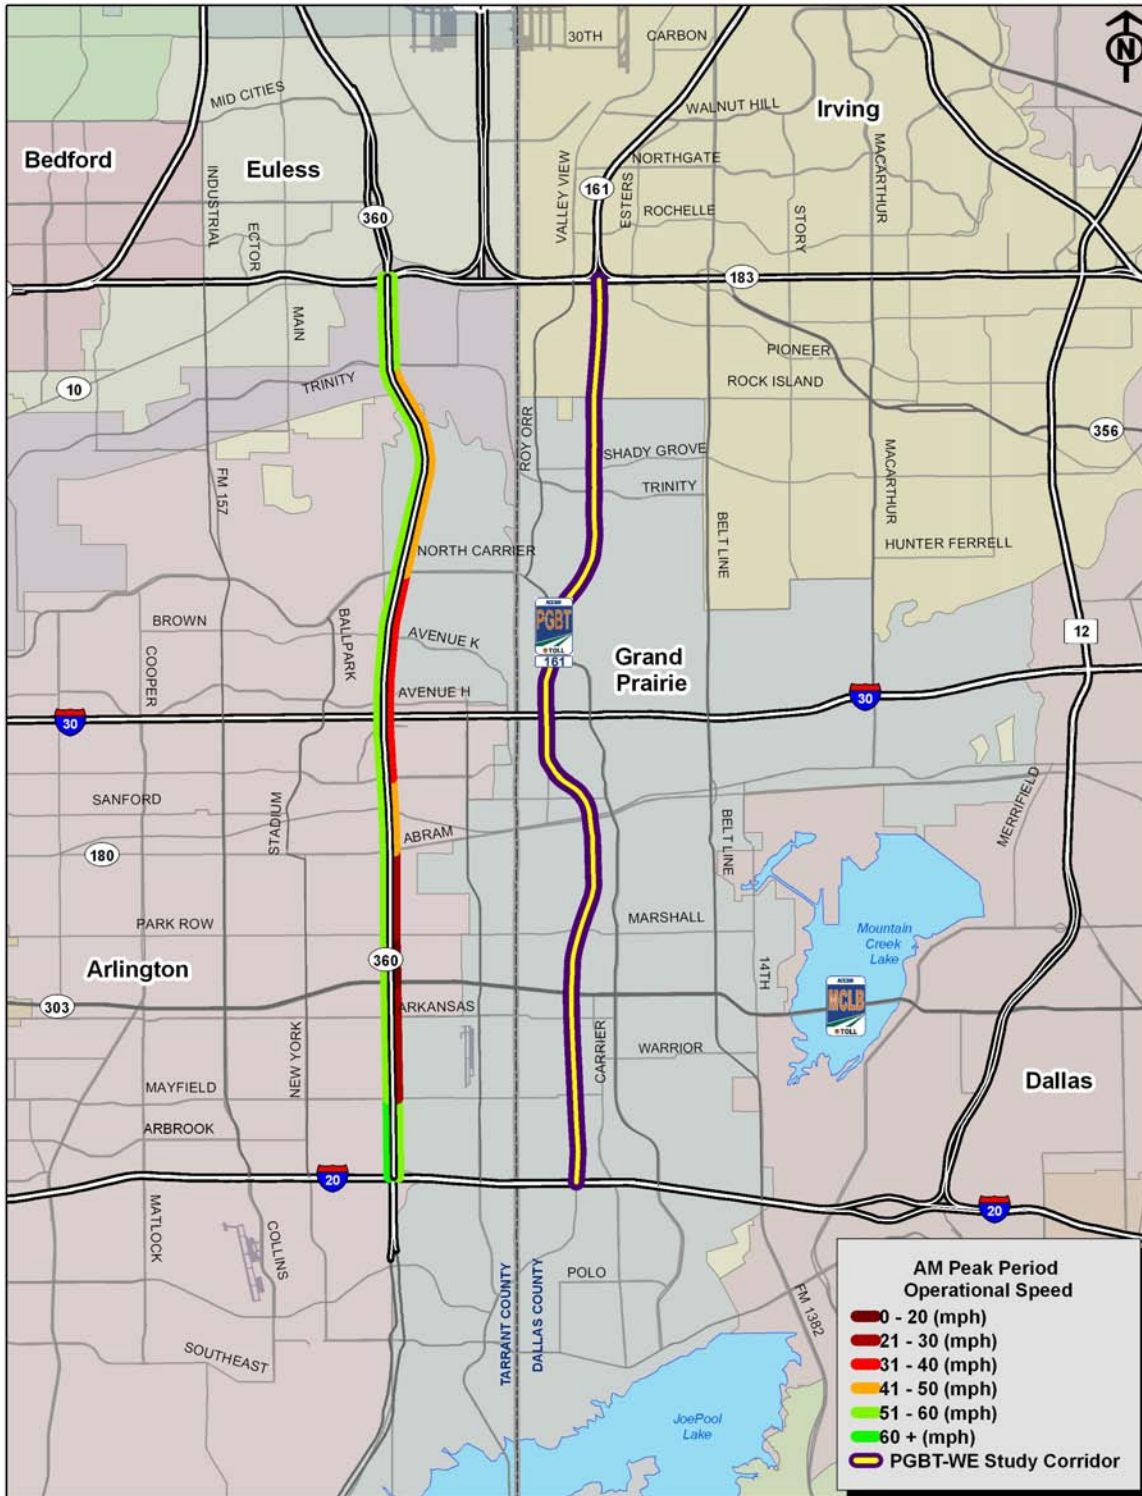 30TH
CARBON
N
MID CITIES
WALNUT HILL
Irving
Bedford
Euless
NORTHGATE
INDUSTRIAL
ECTOR
360
VALLEY VIEW
161
ESTERS
ROCHELLE
STORY
MACARTHUR
183
MAIN
PIONEER
10
TRINITY
ROCK ISLAND
356
ROY ORR
SHADY GROVE
TRINITY
MACARTHUR
FM 157
BELT LINE
NORTH CARRIER
HUNTER FERRELL
BROWN
BALLPARK
AVENUE K
PGBT
TOLL
161
12
COOPER
Grand
Prairie
AVENUE H
30
30
SANFORD
STADIUM
ABRAM
BELT LINE
MERRIFIELD
180
PARK ROW
MARSHALL
Mountain
Creek
Lake
Arlington
360
14TH
MCLB
TOLL
303
ARKANSAS
NEW YORK
CARRIER
WARRIOR
MAYFIELD
Dallas
ARBROOK
20
20
MATLOCK
COLLINS
TARRANT COUNTY
DALLAS COUNTY
POLO
FM 1382
SOUTHEAST
JoePool
Lake
AM Peak Period
Operational Speed
0 - 20 (mph)
21 - 30 (mph)
31 - 40 (mph)
41 - 50 (mph)
51 - 60 (mph)
60 + (mph)
PGBT-WE Study Corridor